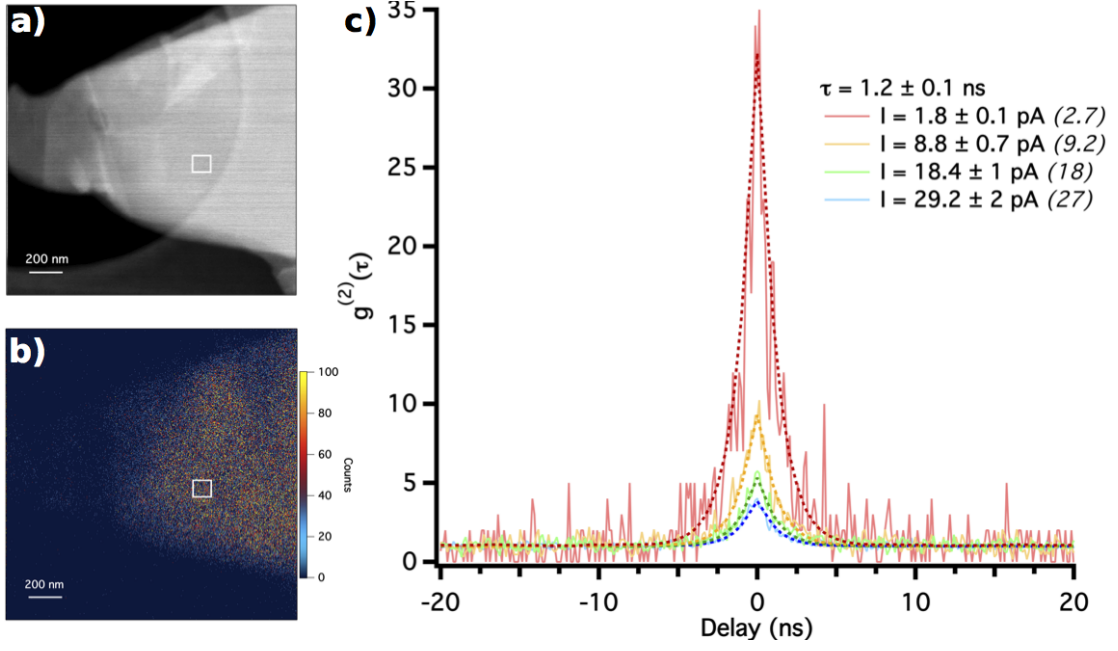 a)
200 nm
b)
200 nm
100
80
60
40
20
0
Counts
c)
35
30
25
20
15
10
5
0
g(2)(τ)
τ = 1.2 ± 0.1 ns
I = 1.8 ± 0.1 pA (2.7)
I = 8.8 ± 0.7 pA (9.2)
I = 18.4 ± 1 pA (18)
I = 29.2 ± 2 pA (27)
-20 -10 0 10 20
Delay (ns)